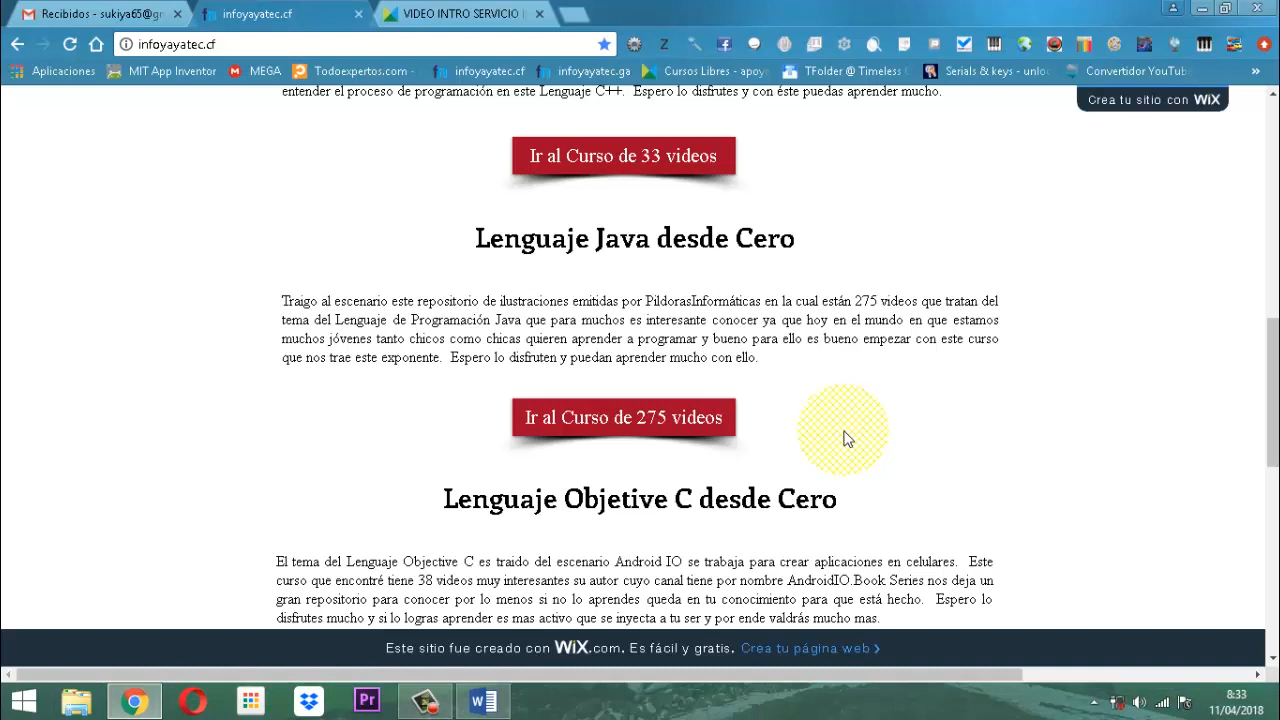 Recibidos - sukiya65@gm
infoyayatec.cf
VIDEO INTRO SERVICIO
infoyayatec.cf
Aplicaciones
MIT App Inventor
MEGA
Todoexpertos.com -
infoyayatec.cf
infoyayatec.ga
Cursos Libres - apoy
TFolder @ Timeless
Serials & keys - unloc
Convertidor YouTub
»
entender el proceso de programación en este Lenguaje C++. Espero lo disfrutes y con éste puedas aprender mucho.
Crea tu sitio con WiX
Ir al Curso de 33 videos
Lenguaje Java desde Cero
Traigo al escenario este repositorio de ilustraciones emitidas por PildorasInformáticas en la cual están 275 videos que tratan del
tema del Lenguaje de Programación Java que para muchos es interesante conocer ya que hoy en el mundo en que estamos
muchos jóvenes tanto chicos como chicas quieren aprender a programar y bueno para ello es bueno empezar con este curso
que nos trae este exponente. Espero lo disfruten y puedan aprender mucho con ello.
Ir al Curso de 275 videos
Lenguaje Objetive C desde Cero
El tema del Lenguaje Objective C es traido del escenario Android IO se trabaja para crear aplicaciones en celulares. Este
curso que encontré tiene 38 videos muy interesantes su autor cuyo canal tiene por nombre AndroidIO.Book Series nos deja un
gran repositorio para conocer por lo menos si no lo aprendes queda en tu conocimiento para que está hecho. Espero lo
disfrutes mucho y si lo logras aprender es mas activo que se inyecta a tu ser y por ende valdrás mucho mas.
Este sitio fue creado con WiX.com. Es fácil y gratis. Crea tu página web >
Pr
8:33
11/04/2018